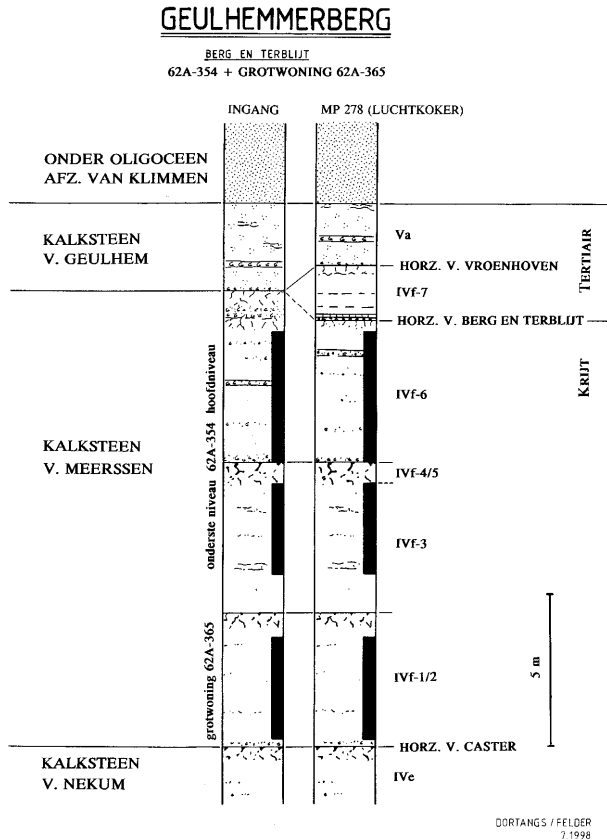 GEULHEMMERBERG
BERG EN TERBLIJT
62A-354 + GROTWONING 62A-365
INGANG
MP 278 (LUCHTKOKER)
ONDER OLIGOCEEN
AFZ. VAN KLIMMEN
KALKSTEEN
V. GEULHEM
Va
HORZ. V. VROENHOVEN
IVf-7
HORZ. V. BERG EN TERBLIJT
TERTIAIR
KRIJT
IVf-6
KALKSTEEN
V. MEERSSEN
IVf-4/5
onderste niveau 62A-354 hoofdniveau
IVf-3
grotwoning 62A-365
IVf-1/2
5 m
HORZ. V. CASTER
KALKSTEEN
V. NEKUM
IVe
DORTANGS / FELDER
7.1998